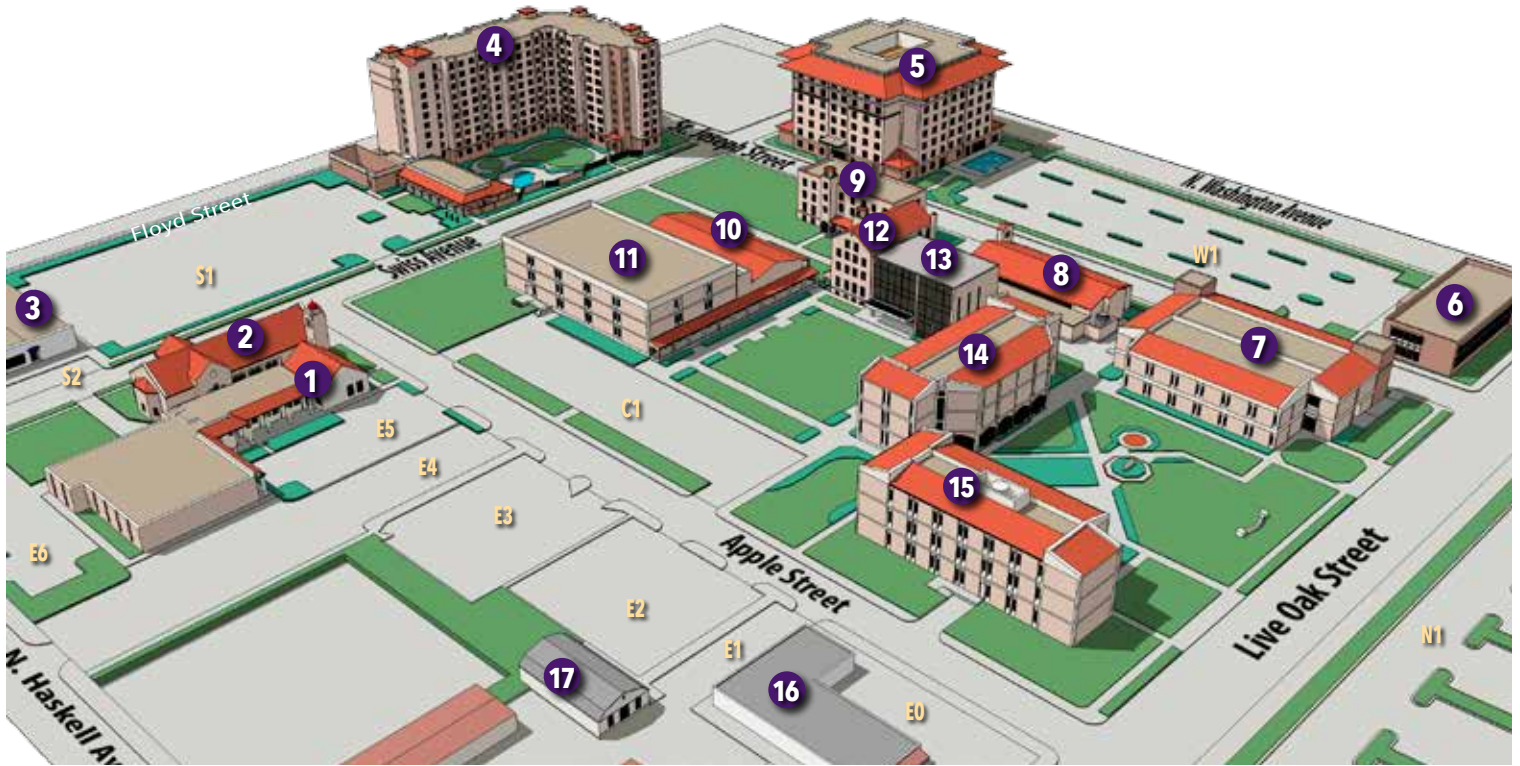 4
5
St. Joseph Street
9
N. Washington Avenue
Floyd Street
10
12
11
13
Swiss Avenue
S1
8
W1
3
6
2
7
14
S2
1
C1
E5
E4
15
E3
E6
Apple Street
Live Oak Street
E2
N1
E1
17
16
E0
N. Haskell Av